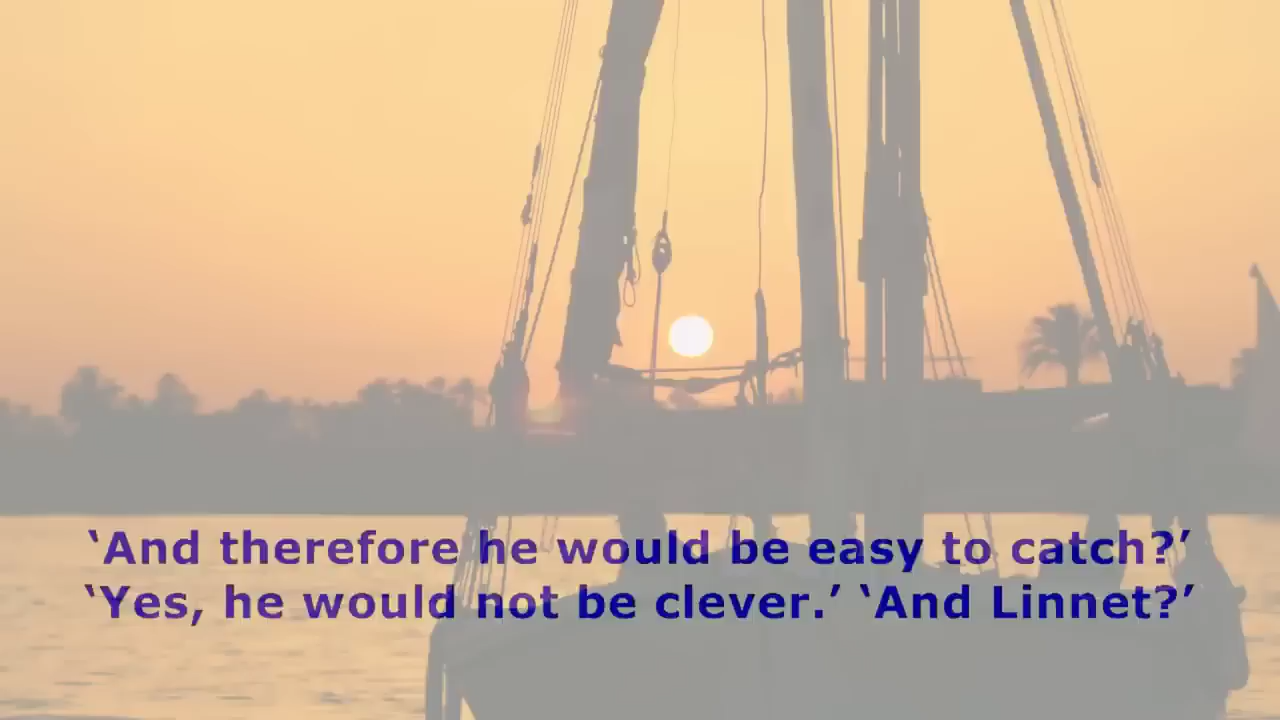 ‘And therefore he would be easy to catch?’
‘Yes, he would not be clever.’ ‘And Linnet?’